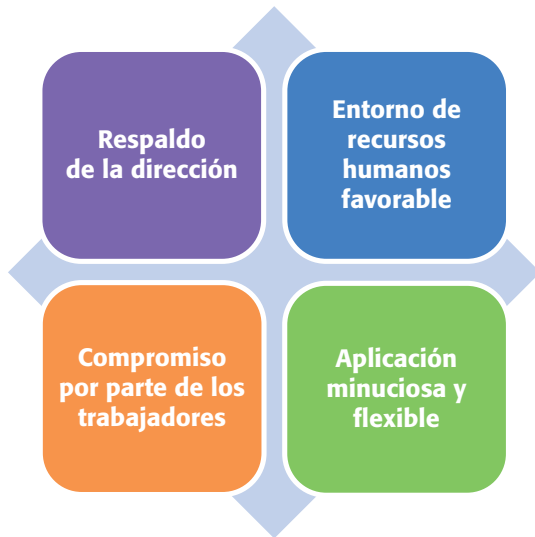 Respaldo
de la dirección
Entorno de
recursos
humanos
favorable
Compromiso
por parte de los
trabajadores
Aplicación
minuciosa y
flexible